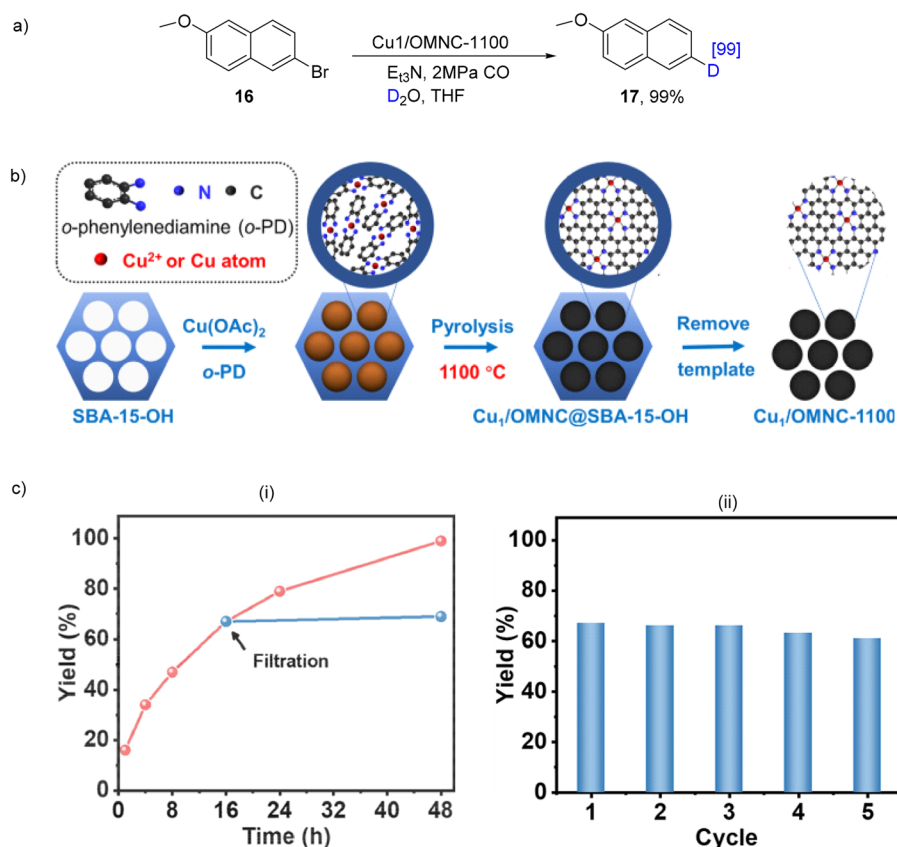 a)
O
Br
16
Cu1/OMNC-1100
Et₃N, 2MPa CO
D₂O, THF
O
[99]
D
17, 99%
b)
N C
o-phenylenediamine (o-PD)
Cu²⁺ or Cu atom
Cu(OAc)₂
o-PD
Pyrolysis
1100 °C
Remove
template
SBA-15-OH
Cu₁/OMNC@SBA-15-OH
Cu₁/OMNC-1100
c)
(i)
(ii)
Yield (%)
100
80
60
40
20
0
Filtration
0 8 16 24 32 40 48
Time (h)
Yield (%)
100
80
60
40
20
0
1 2 3 4 5
Cycle